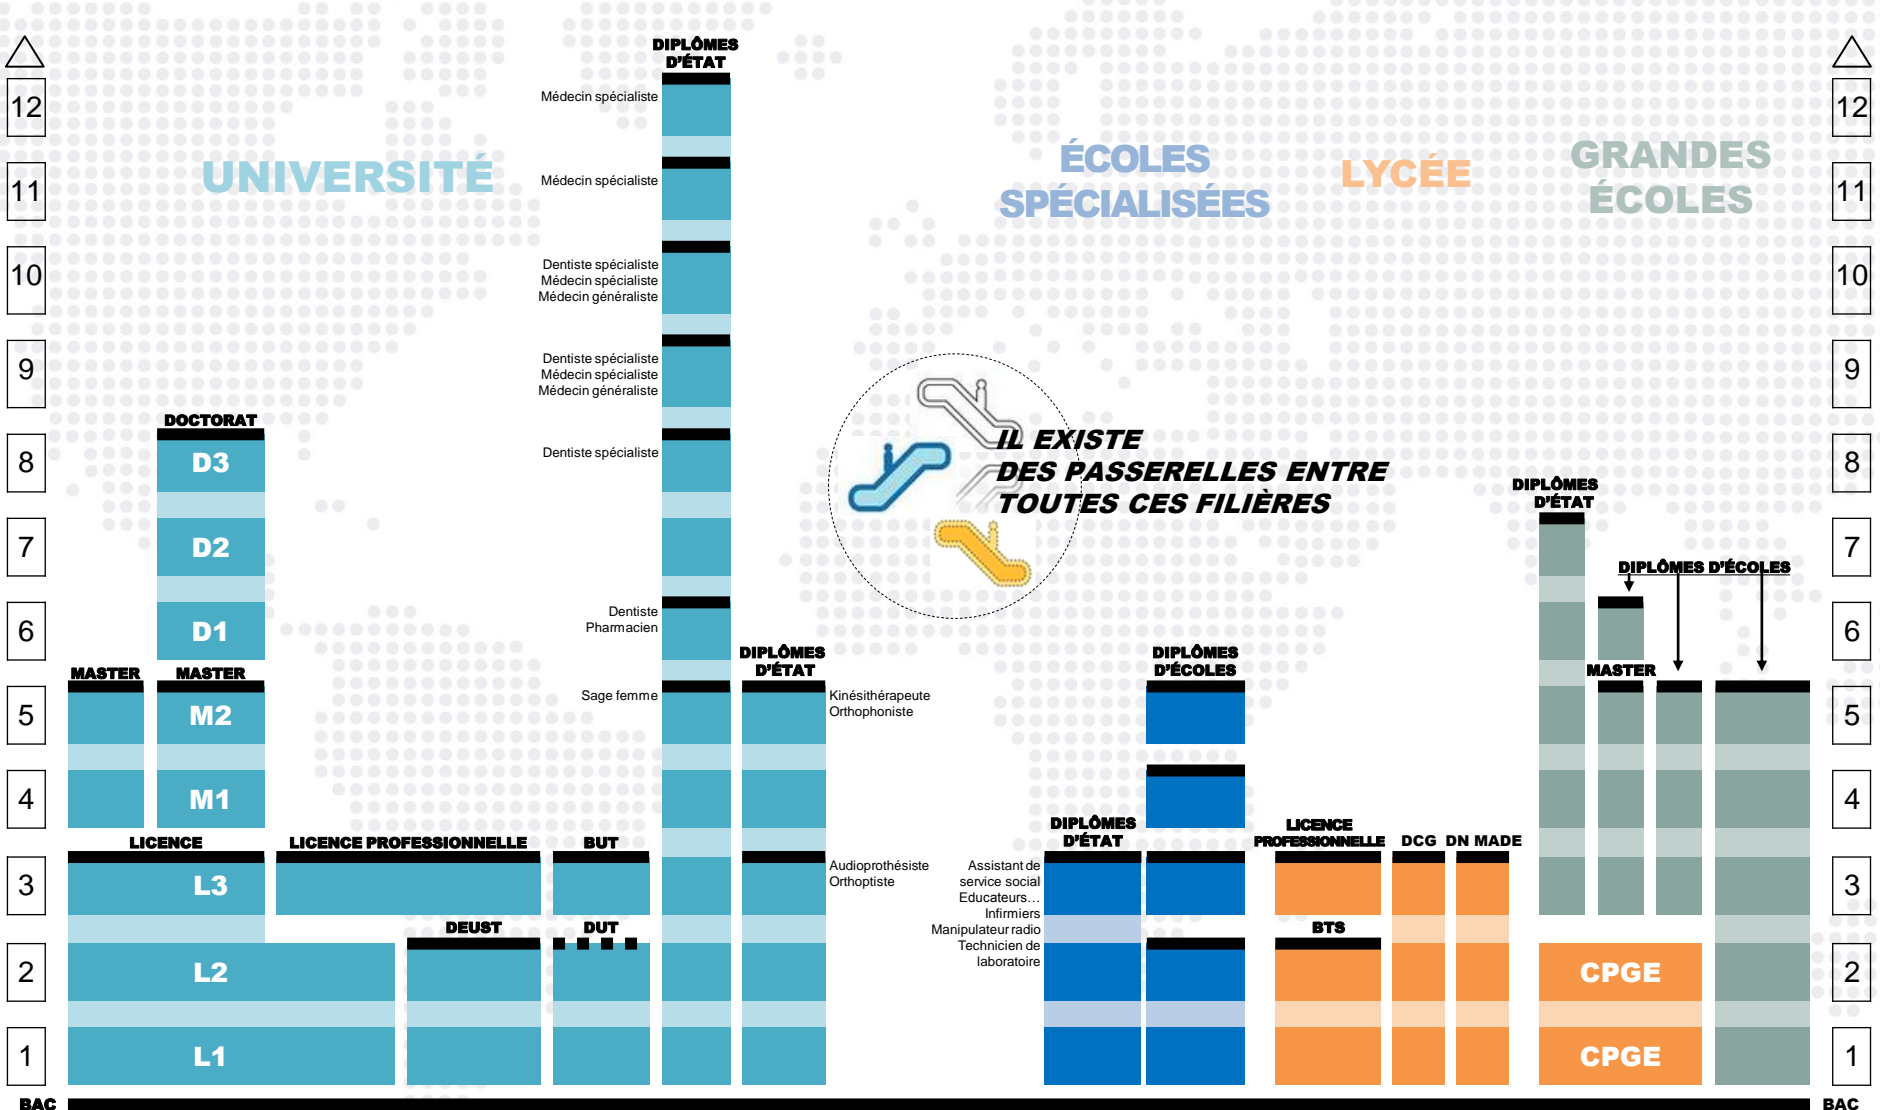 DIPLÔMES
D'ÉTAT
12
Médecin spécialiste
12
UNIVERSITÉ
ÉCOLES
SPÉCIALISÉES
LYCÉE
GRANDES
ÉCOLES
11
Médecin spécialiste
11
10
Dentiste spécialiste
Médecin spécialiste
Médecin généraliste
10
9
Dentiste spécialiste
Médecin spécialiste
Médecin généraliste
9
DOCTORAT
IL EXISTE
DES PASSERELLES ENTRE
TOUTES CES FILIÈRES
8
D3
Dentiste spécialiste
8
DIPLÔMES
D'ÉTAT
7
D2
7
DIPLÔMES D'ÉCOLES
6
D1
Dentiste
Pharmacien
6
MASTER
MASTER
DIPLÔMES
D'ÉTAT
DIPLÔMES
D'ÉCOLES
MASTER
5
M2
Sage femme
Kinésithérapeute
Orthophoniste
5
4
M1
4
LICENCE
LICENCE PROFESSIONNELLE
BUT
DIPLÔMES
D'ÉTAT
LICENCE
PROFESSIONNELLE
DCG
DN MADE
3
L3
Audioprothésiste
Orthoptiste
Assistant de
service social
Educateurs…
Infirmiers
Manipulateur radio
Technicien de
laboratoire
3
DEUST
DUT
BTS
2
L2
CPGE
2
1
L1
CPGE
1
BAC
BAC